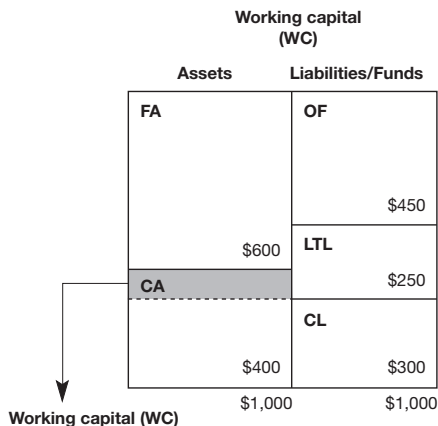 Working capital
(WC)
Assets Liabilities/Funds
FA OF
$450
$600 LTL
CA $250
CL
$400 $300
$1,000 $1,000
Working capital (WC)